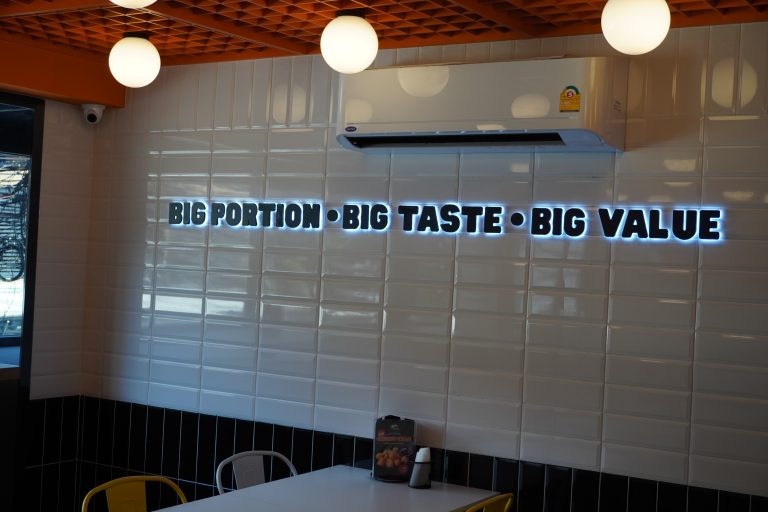 BIG PORTION • BIG TASTE • BIG VALUE